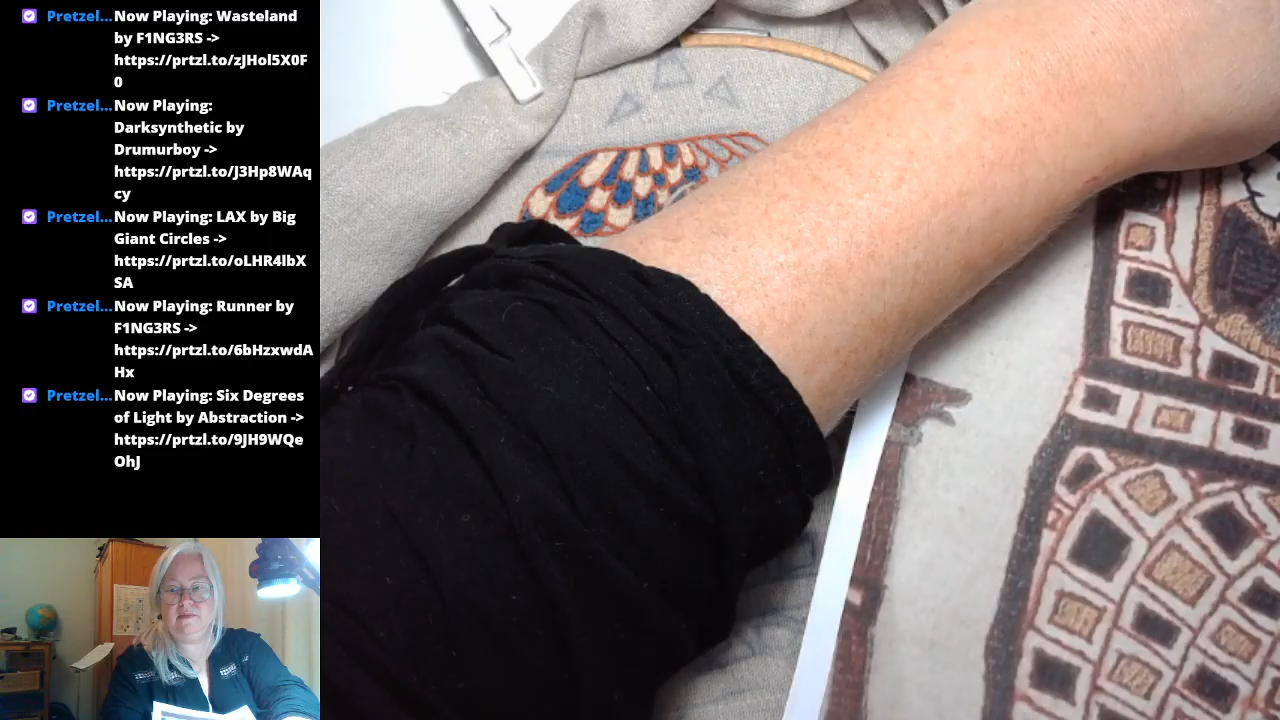 Pretzel... Now Playing: Wasteland
by F1NG3RS ->
https://prtzl.to/zJHol5X0F
0
Pretzel... Now Playing:
Darksynthetic by
Drumurboy ->
https://prtzl.to/J3Hp8WAq
cy
Pretzel... Now Playing: LAX by Big
Giant Circles ->
https://prtzl.to/oLHR4lbX
SA
Pretzel... Now Playing: Runner by
F1NG3RS ->
https://prtzl.to/6bHzxwdA
Hx
Pretzel... Now Playing: Six Degrees
of Light by Abstraction ->
https://prtzl.to/9JH9WQe
OhJ